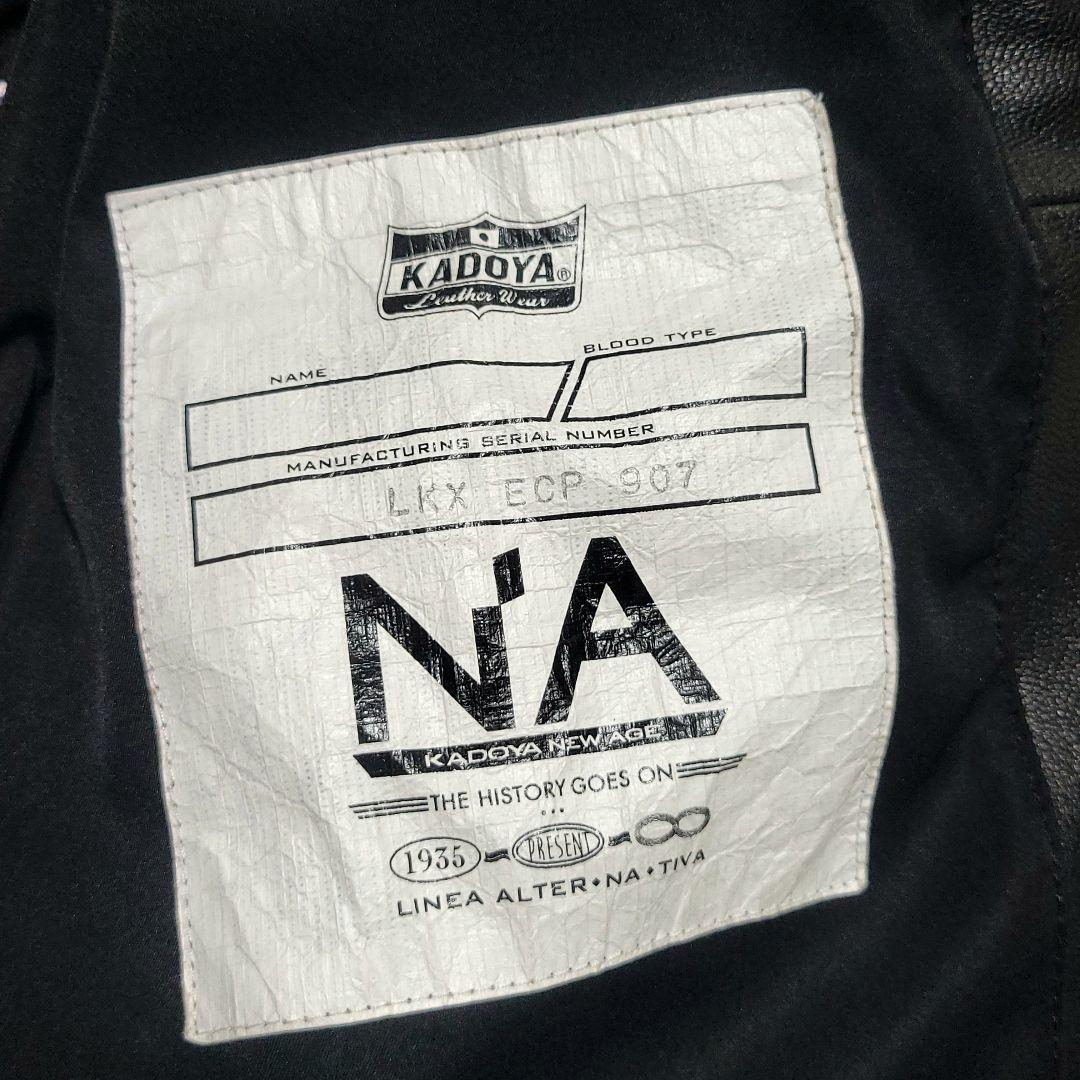 KADOYA®
Leather Wear
NAME
BLOOD TYPE
MANUFACTURING SERIAL NUMBER
LKX ECP 907
N'A
KADOYA NEW AGE
THE HISTORY GOES ON
...
1935 PRESENT ∞
LINEA ALTER•NA•TIVA